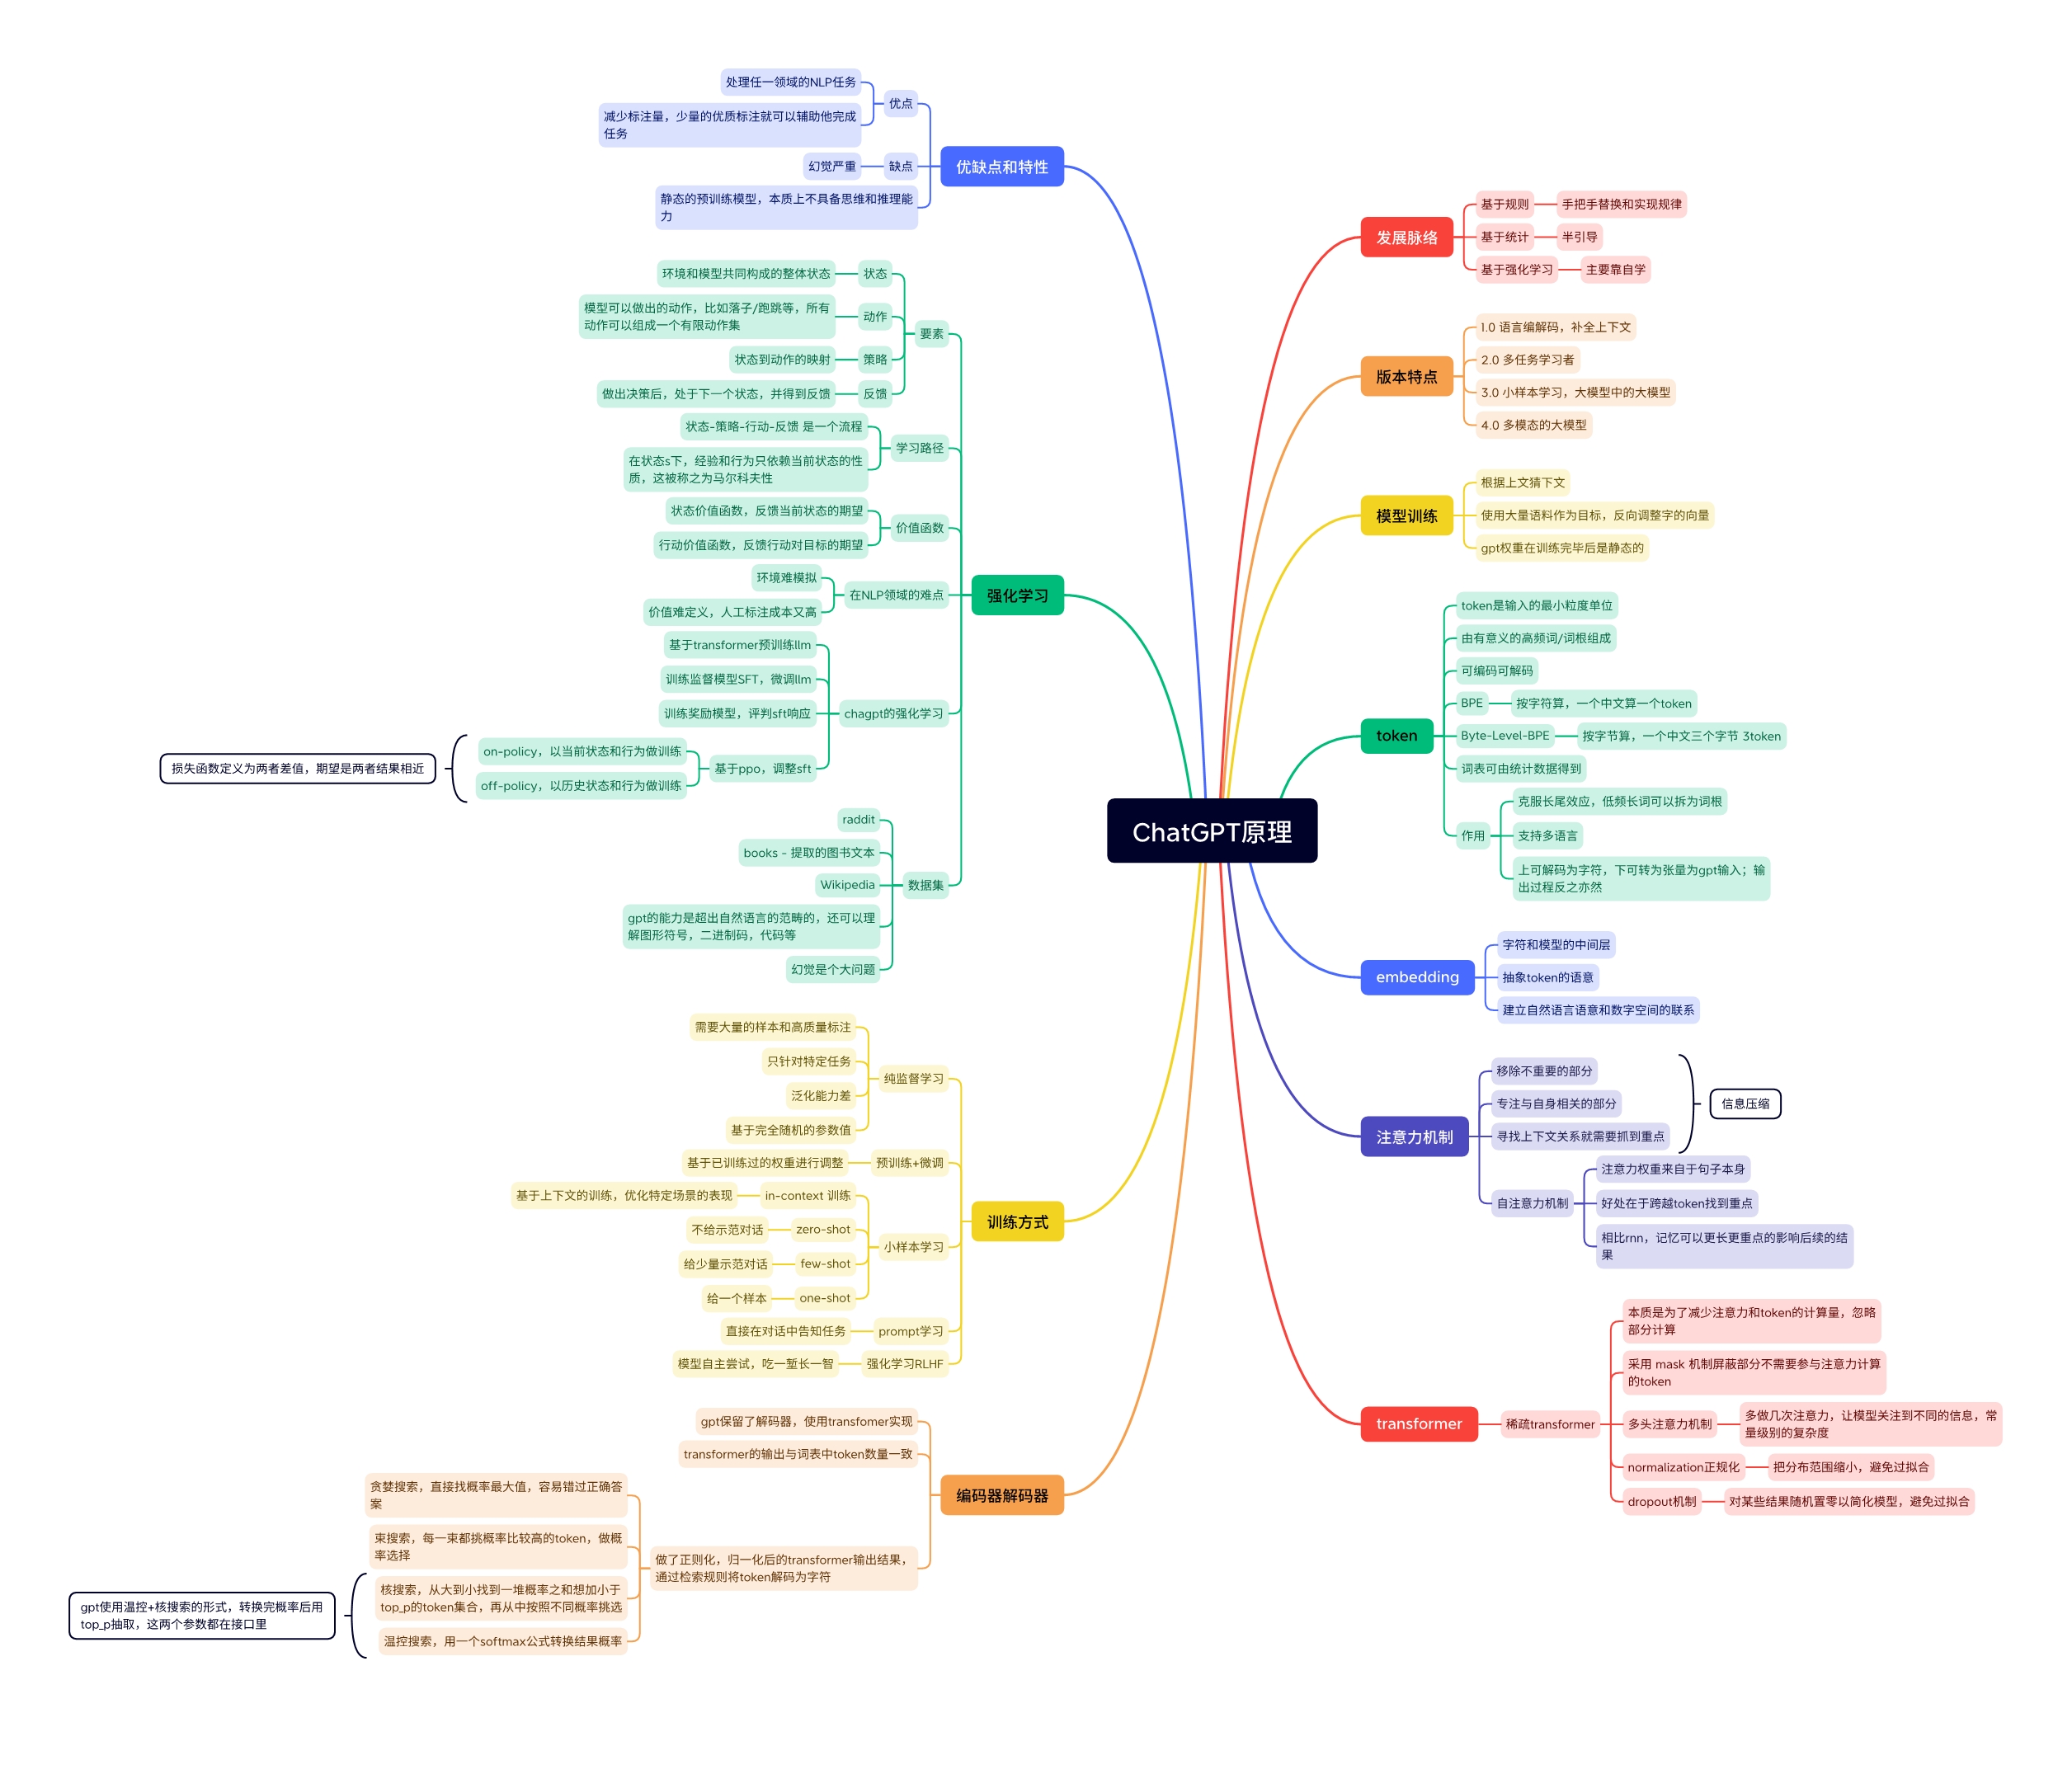 ChatGPT原理
发展脉络
基于规则
手把手替换和实现规律
基于统计
半引导
基于强化学习
主要靠自学
版本特点
1.0 语言编解码，补全上下文
2.0 多任务学习者
3.0 小样本学习，大模型中的大模型
4.0 多模态的大模型
模型训练
根据上文猜下文
使用大量语料作为目标，反向调整字的向量
gpt权重在训练完毕后是静态的
token
token是输入的最小粒度单位
由有意义的高频词/词根组成
可编码可解码
BPE
按字符算，一个中文算一个token
Byte-Level-BPE
按字节算，一个中文三个字节 3token
词表可由统计数据得到
作用
克服长尾效应，低频长词可以拆为词根
支持多语言
上可解码为字符，下可转为张量为gpt输入；输
出过程反之亦然
embedding
字符和模型的中间层
抽象token的语意
建立自然语言语意和数字空间的联系
注意力机制
移除不重要的部分
专注与自身相关的部分
寻找上下文关系就需要抓到重点
信息压缩
自注意力机制
注意力权重来自于句子本身
好处在于跨越token找到重点
相比rnn，记忆可以更长更重点的影响后续的结
果
transformer
稀疏transformer
本质是为了减少注意力和token的计算量，忽略
部分计算
采用 mask 机制屏蔽部分不需要参与注意力计算
的token
多头注意力机制
多做几次注意力，让模型关注到不同的信息，常
量级别的复杂度
normalization正规化
把分布范围缩小，避免过拟合
dropout机制
对某些结果随机置零以简化模型，避免过拟合
优缺点和特性
优点
处理任一领域的NLP任务
减少标注量，少量的优质标注就可以辅助他完成
任务
缺点
幻觉严重
静态的预训练模型，本质上不具备思维和推理能
力
强化学习
要素
状态
环境和模型共同构成的整体状态
动作
模型可以做出的动作，比如落子/跑跳等，所有
动作可以组成一个有限动作集
策略
状态到动作的映射
反馈
做出决策后，处于下一个状态，并得到反馈
学习路径
状态-策略-行动-反馈 是一个流程
在状态s下，经验和行为只依赖当前状态的性
质，这被称之为马尔科夫性
价值函数
状态价值函数，反馈当前状态的期望
行动价值函数，反馈行动对目标的期望
在NLP领域的难点
环境难模拟
价值难定义，人工标注成本又高
chagpt的强化学习
基于transformer预训练llm
训练监督模型SFT，微调llm
训练奖励模型，评判sft响应
基于ppo，调整sft
on-policy，以当前状态和行为做训练
off-policy，以历史状态和行为做训练
损失函数定义为两者差值，期望是两者结果相近
数据集
raddit
books - 提取的图书文本
Wikipedia
gpt的能力是超出自然语言的范畴的，还可以理
解图形符号，二进制码，代码等
幻觉是个大问题
训练方式
纯监督学习
需要大量的样本和高质量标注
只针对特定任务
泛化能力差
基于完全随机的参数值
预训练+微调
基于已训练过的权重进行调整
小样本学习
in-context 训练
基于上下文的训练，优化特定场景的表现
zero-shot
不给示范对话
few-shot
给少量示范对话
one-shot
给一个样本
prompt学习
直接在对话中告知任务
强化学习RLHF
模型自主尝试，吃一堑长一智
编码器解码器
gpt保留了解码器，使用transfomer实现
transformer的输出与词表中token数量一致
做了正则化，归一化后的transformer输出结果，
通过检索规则将token解码为字符
贪婪搜索，直接找概率最大值，容易错过正确答
案
束搜索，每一束都挑概率比较高的token，做概
率选择
核搜索，从大到小找到一堆概率之和想加小于
top_p的token集合，再从中按照不同概率挑选
温控搜索，用一个softmax公式转换结果概率
gpt使用温控+核搜索的形式，转换完概率后用
top_p抽取，这两个参数都在接口里